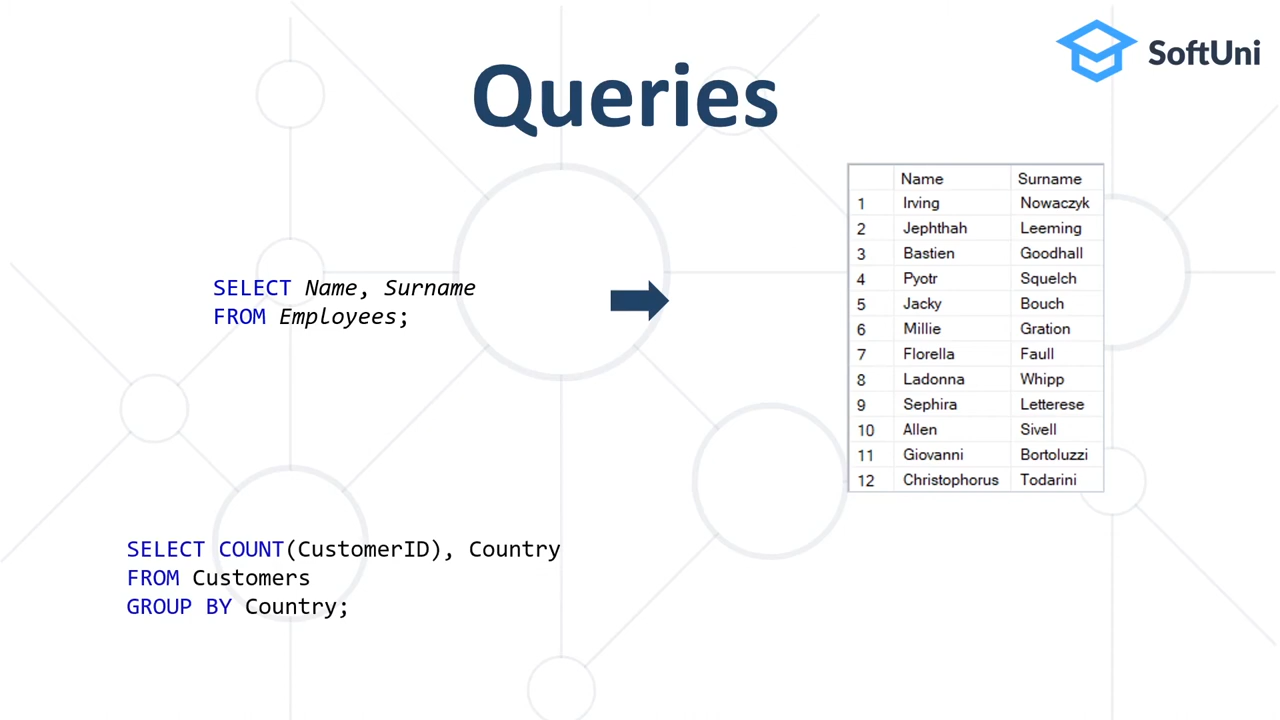 SoftUni
Queries
SELECT Name, Surname
FROM Employees;
Name Surname
1 Irving Nowaczyk
2 Jephthah Leeming
3 Bastien Goodhall
4 Pyotr Squelch
5 Jacky Bouch
6 Millie Gration
7 Florella Faull
8 Ladonna Whipp
9 Sephira Letterese
10 Allen Sivell
11 Giovanni Bortoluzzi
12 Christophorus Todarini
SELECT COUNT(CustomerID), Country
FROM Customers
GROUP BY Country;